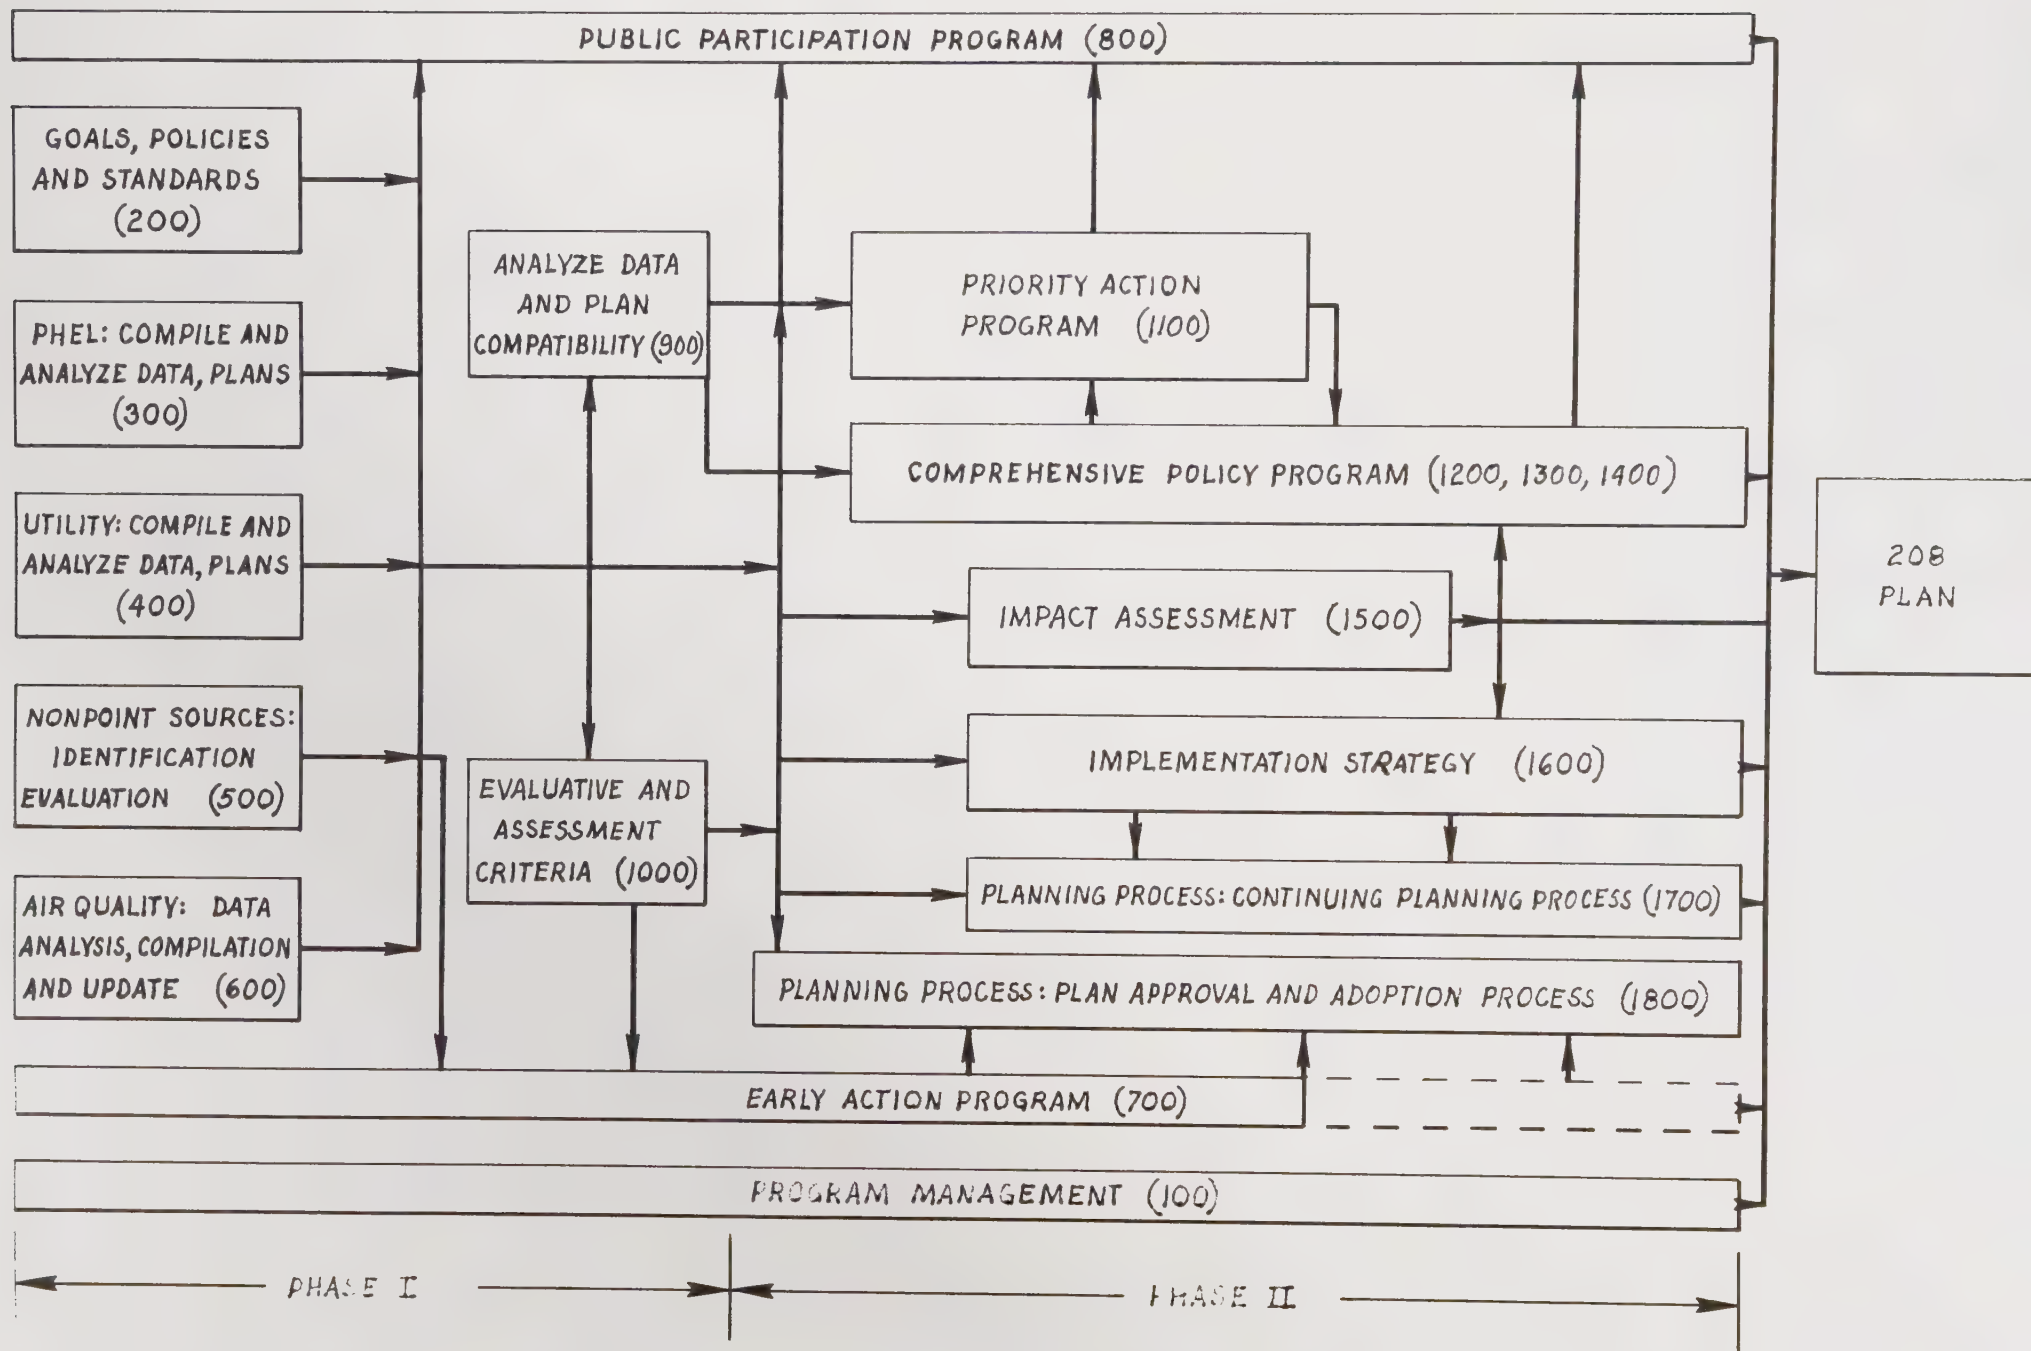 PUBLIC PARTICIPATION PROGRAM (800)
GOALS, POLICIES
AND STANDARDS
(200)
PHEL: COMPILE AND
ANALYZE DATA, PLANS
(300)
UTILITY: COMPILE AND
ANALYZE DATA, PLANS
(400)
NONPOINT SOURCES:
IDENTIFICATION
EVALUATION (500)
AIR QUALITY: DATA
ANALYSIS, COMPILATION
AND UPDATE (600)
ANALYZE DATA
AND PLAN
COMPATIBILITY (900)
EVALUATIVE AND
ASSESSMENT
CRITERIA (1000)
PRIORITY ACTION
PROGRAM (1100)
COMPREHENSIVE POLICY PROGRAM (1200, 1300, 1400)
IMPACT ASSESSMENT (1500)
IMPLEMENTATION STRATEGY (1600)
PLANNING PROCESS: CONTINUING PLANNING PROCESS (1700)
PLANNING PROCESS: PLAN APPROVAL AND ADOPTION PROCESS (1800)
208
PLAN
EARLY ACTION PROGRAM (700)
PROGRAM MANAGEMENT (100)
PHASE I
PHASE II